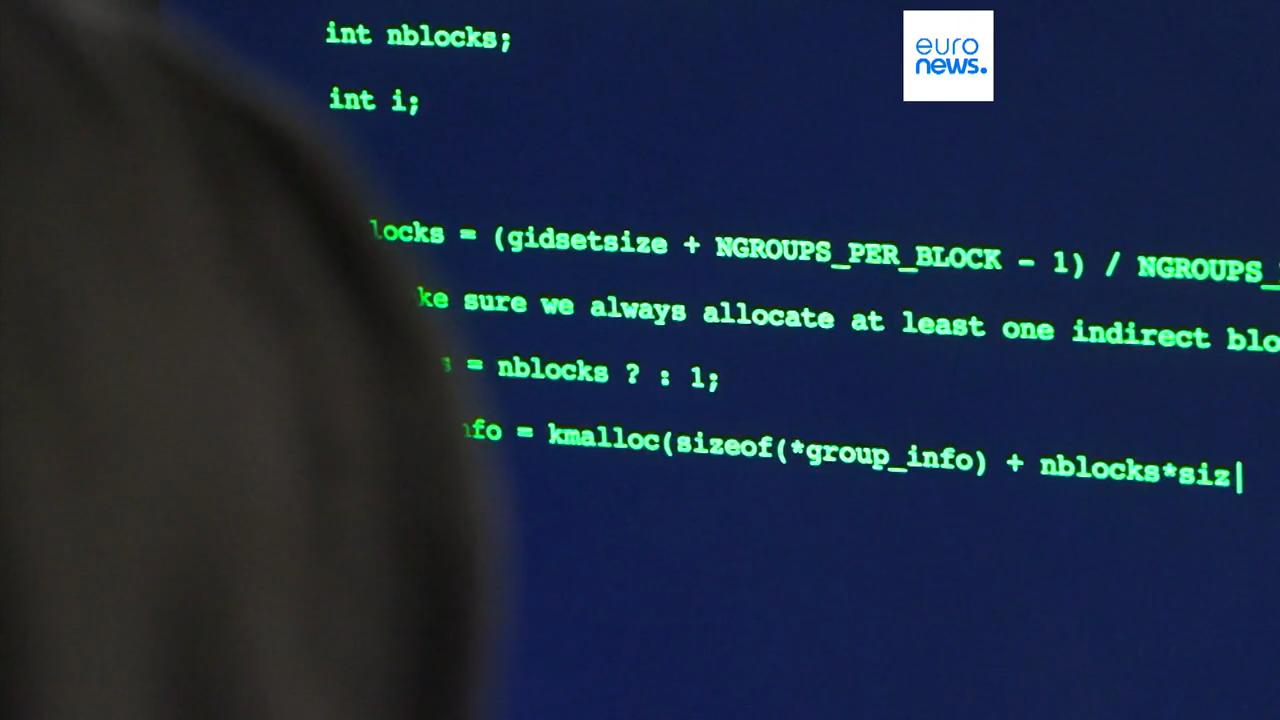 euro
news.
int nblocks;
int i;
locks = (gidsetsize + NGROUPS_PER_BLOCK - 1) / NGROUPS_
ke sure we always allocate at least one indirect blo
s = nblocks ? : 1;
nfo = kmalloc(sizeof(*group_info) + nblocks*siz|